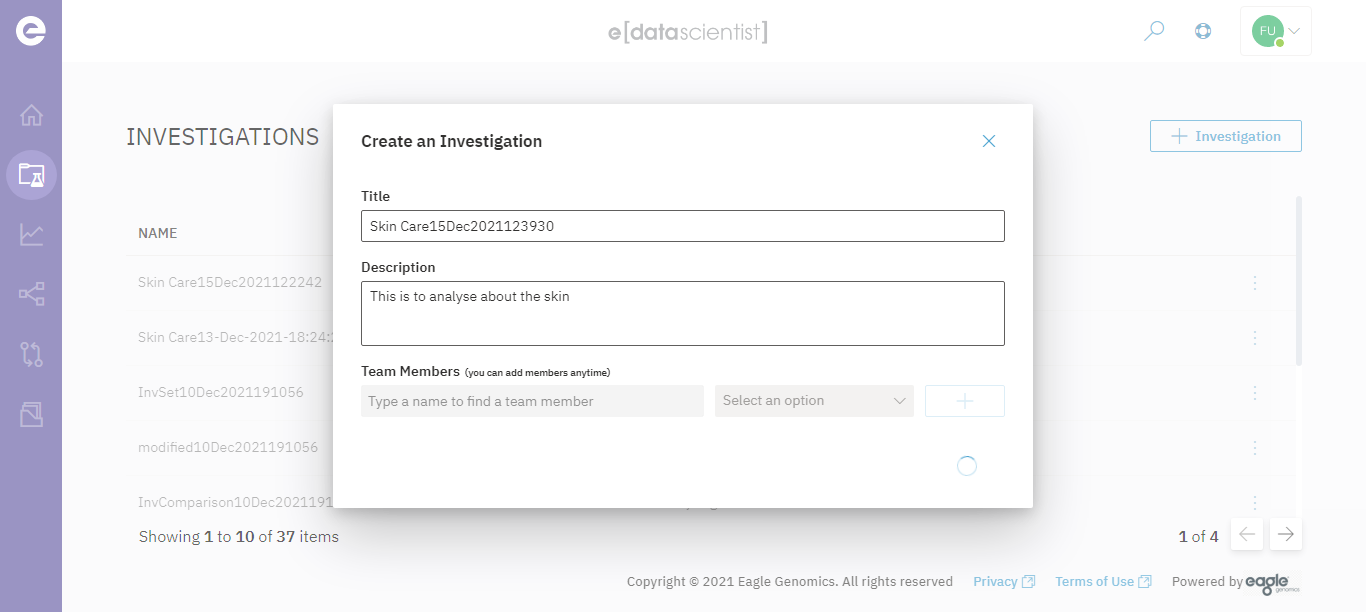 e[datascientist]
FU
INVESTIGATIONS
Investigation
Create an Investigation
Title
Skin Care15Dec2021123930
Description
This is to analyse about the skin
Team Members (you can add members anytime)
Type a name to find a team member
Select an option
NAME
Skin Care15Dec2021122242
Skin Care13-Dec-2021-18:24:
InvSet10Dec2021191056
modified10Dec2021191056
InvComparison10Dec202191
Showing 1 to 10 of 37 items
1 of 4
Copyright © 2021 Eagle Genomics. All rights reserved
Privacy
Terms of Use
Powered by eagle genomics